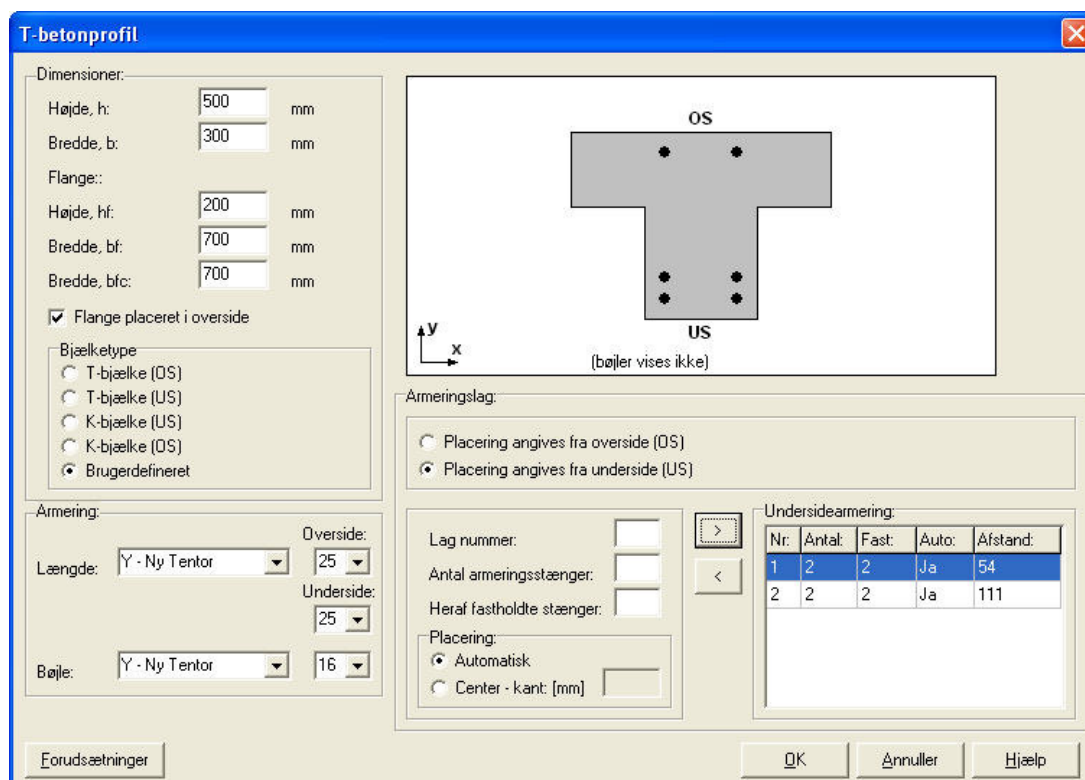 T-betonprofil
Dimensioner:
Højde, h: 500 mm
Bredde, b: 300 mm
Flange::
Højde, hf: 200 mm
Bredde, bf: 700 mm
Bredde, bfc: 700 mm
Flange placeret i overside
Bjælketype
T-bjælke (OS)
T-bjælke (US)
K-bjælke (US)
K-bjælke (OS)
Brugerdefineret
OS
US
y
x
(bøjler vises ikke)
Armering:
Overside:
Længde: Y - Ny Tentor 25
Underside:
25
Bøjle: Y - Ny Tentor 16
Armeringslag:
Placering angives fra overside (OS)
Placering angives fra underside (US)
Lag nummer:
Antal armeringsstænger:
Heraf fastholdte stænger:
Placering:
Automatisk
Center - kant: [mm]
>
<
Undersidearmering:
Nr: Antal: Fast: Auto: Afstand:
1 2 2 Ja 54
2 2 2 Ja 111
Forudsætninger
OK
Annuller
Hjælp